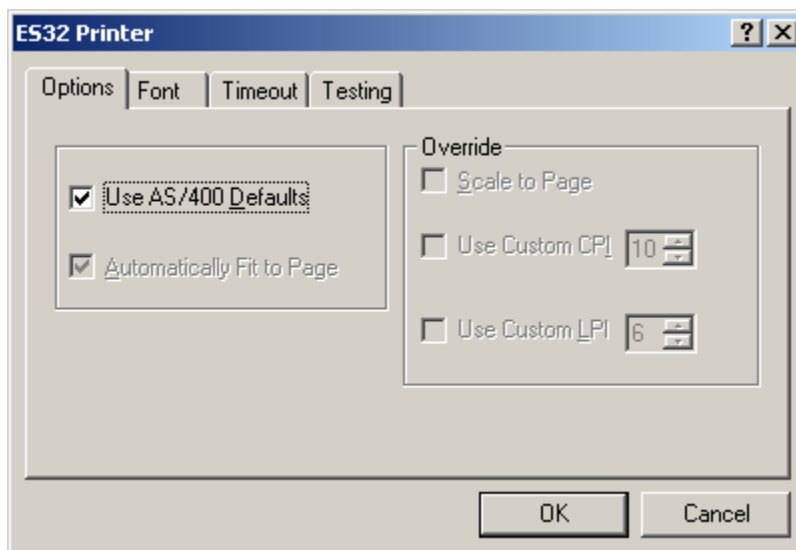 ES32 Printer
Options Font Timeout Testing
Use AS/400 Defaults
Automatically Fit to Page
Override
Scale to Page
Use Custom CPI 10
Use Custom LPI 6
OK Cancel